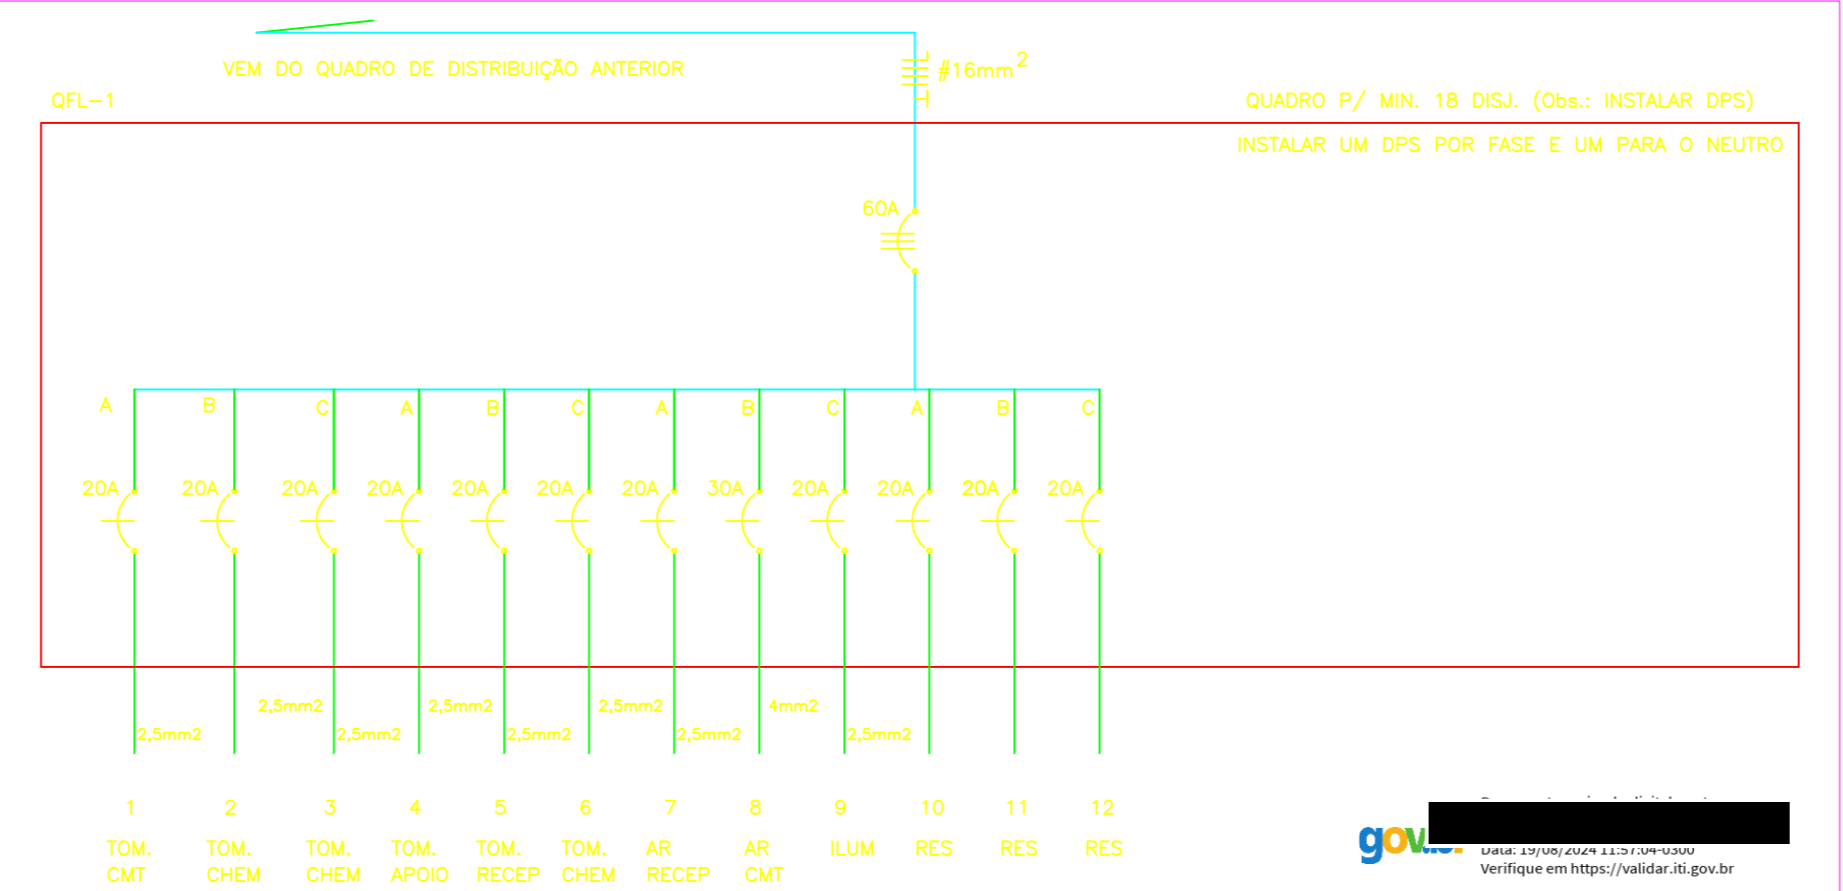 VEM DO QUADRO DE DISTRIBUIÇÃO ANTERIOR
#16mm²
QFL-1
QUADRO P/ MIN. 18 DISJ. (Obs.: INSTALAR DPS)
INSTALAR UM DPS POR FASE E UM PARA O NEUTRO
60A
A B C A B C A B C A B C
20A 20A 20A 20A 20A 20A 20A 30A 20A 20A 20A 20A
2,5mm2 2,5mm2 2,5mm2 4mm2
2,5mm2 2,5mm2 2,5mm2 2,5mm2 2,5mm2
1 2 3 4 5 6 7 8 9 10 11 12
TOM. TOM. TOM. TOM. TOM. TOM. AR AR ILUM RES RES RES
CMT CHEM CHEM APOIO RECEP CHEM RECEP CMT
Data: 19/08/2024 11:57:04-0300
Verifique em https://validar.iti.gov.br